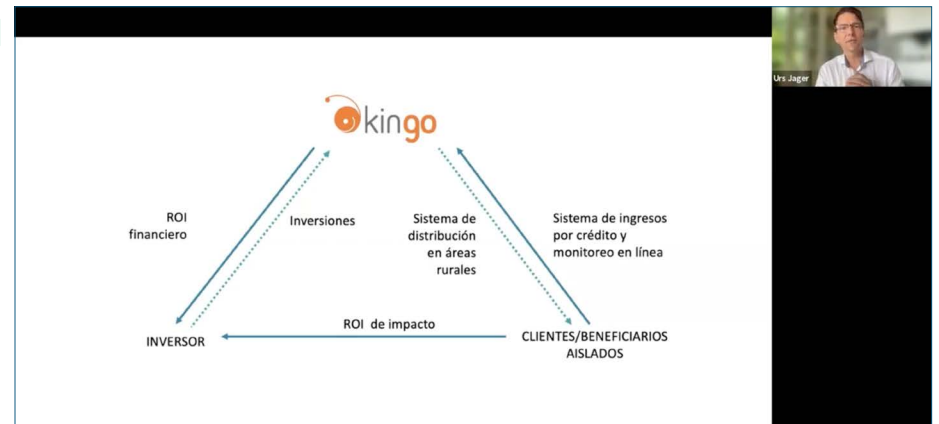 Urs Jager
kingo
ROI
financiero
Inversiones
Sistema de
distribución
en áreas
rurales
Sistema de ingresos
por crédito y
monitoreo en línea
ROI de impacto
INVERSOR
CLIENTES/BENEFICIARIOS
AISLADOS